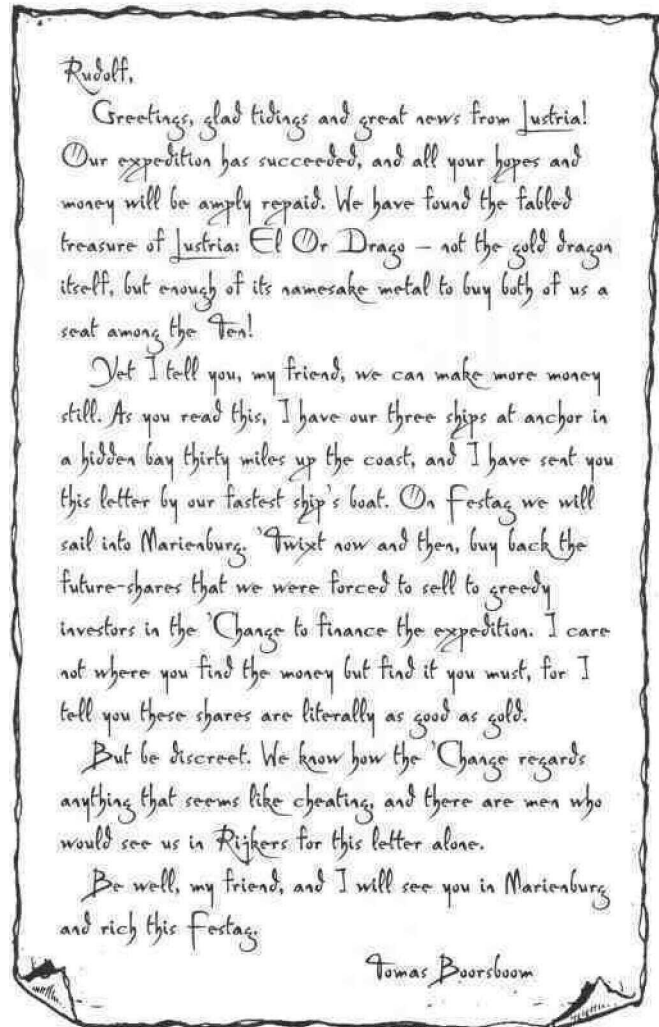 Rudolf,
Greetings, glad tidings and great news from Lustria!
Our expedition has succeeded, and all your hopes and
money will be amply repaid. We have found the fabled
treasure of Lustria: El Or Drago – not the gold dragon
itself, but enough of its namesake metal to buy both of us a
seat among the Ten!
Yet I tell you, my friend, we can make more money
still. As you read this, I have our three ships at anchor in
a hidden bay thirty miles up the coast, and I have sent you
this letter by our fastest ship's boat. On Festag we will
sail into Marienburg. 'Twixt now and then, buy back the
future-shares that we were forced to sell to greedy
investors in the 'Change to finance the expedition. I care
not where you find the money but find it you must, for I
tell you these shares are literally as good as gold.
But be discreet. We know how the 'Change regards
anything that seems like cheating, and there are men who
would see us in Rijkers for this letter alone.
Be well, my friend, and I will see you in Marienburg
and rich this Festag.
Tomas Boorsboom